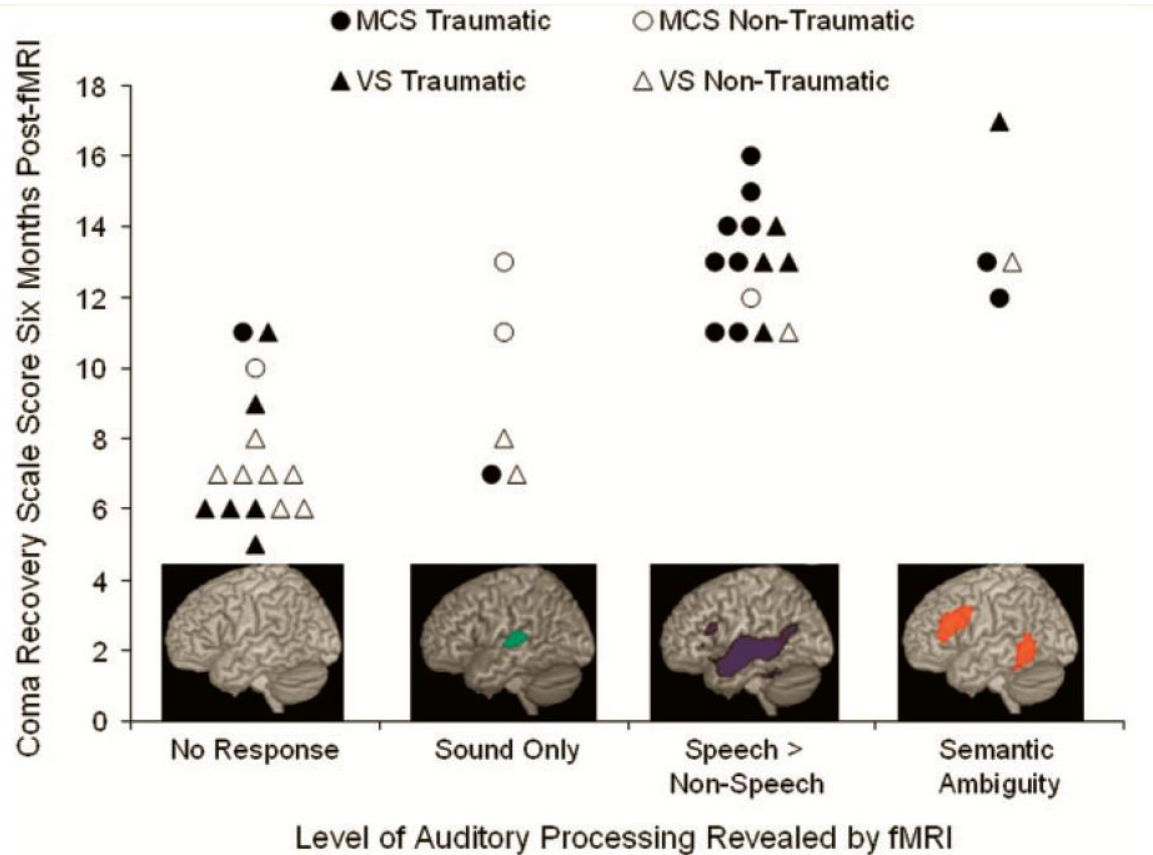 ● MCS Traumatic ○ MCS Non-Traumatic
▲ VS Traumatic △ VS Non-Traumatic
Coma Recovery Scale Score Six Months Post-fMRI
18
16
14
12
10
8
6
4
2
0
No Response
Sound Only
Speech >
Non-Speech
Semantic
Ambiguity
Level of Auditory Processing Revealed by fMRI